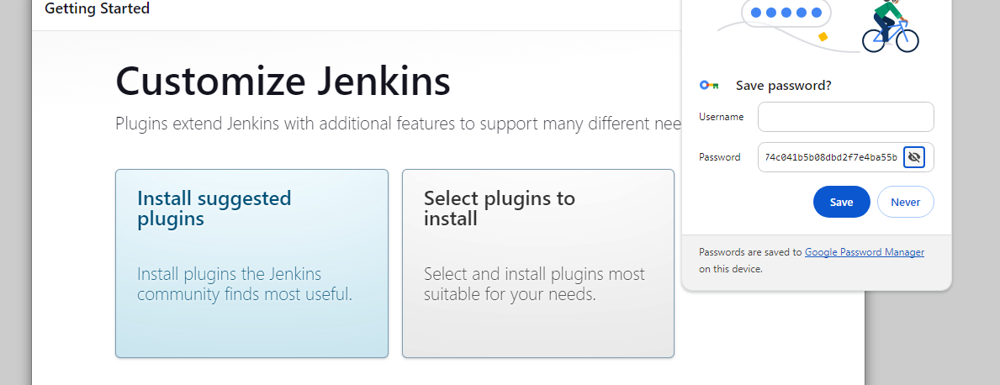 Getting Started
Customize Jenkins
Plugins extend Jenkins with additional features to support many different nee
Install suggested
plugins
Install plugins the Jenkins
community finds most useful.
Select plugins to
install
Select and install plugins most
suitable for your needs.
Save password?
Username
Password
74c041b5b08dbd2f7e4ba55b
Save
Never
Passwords are saved to Google Password Manager
on this device.